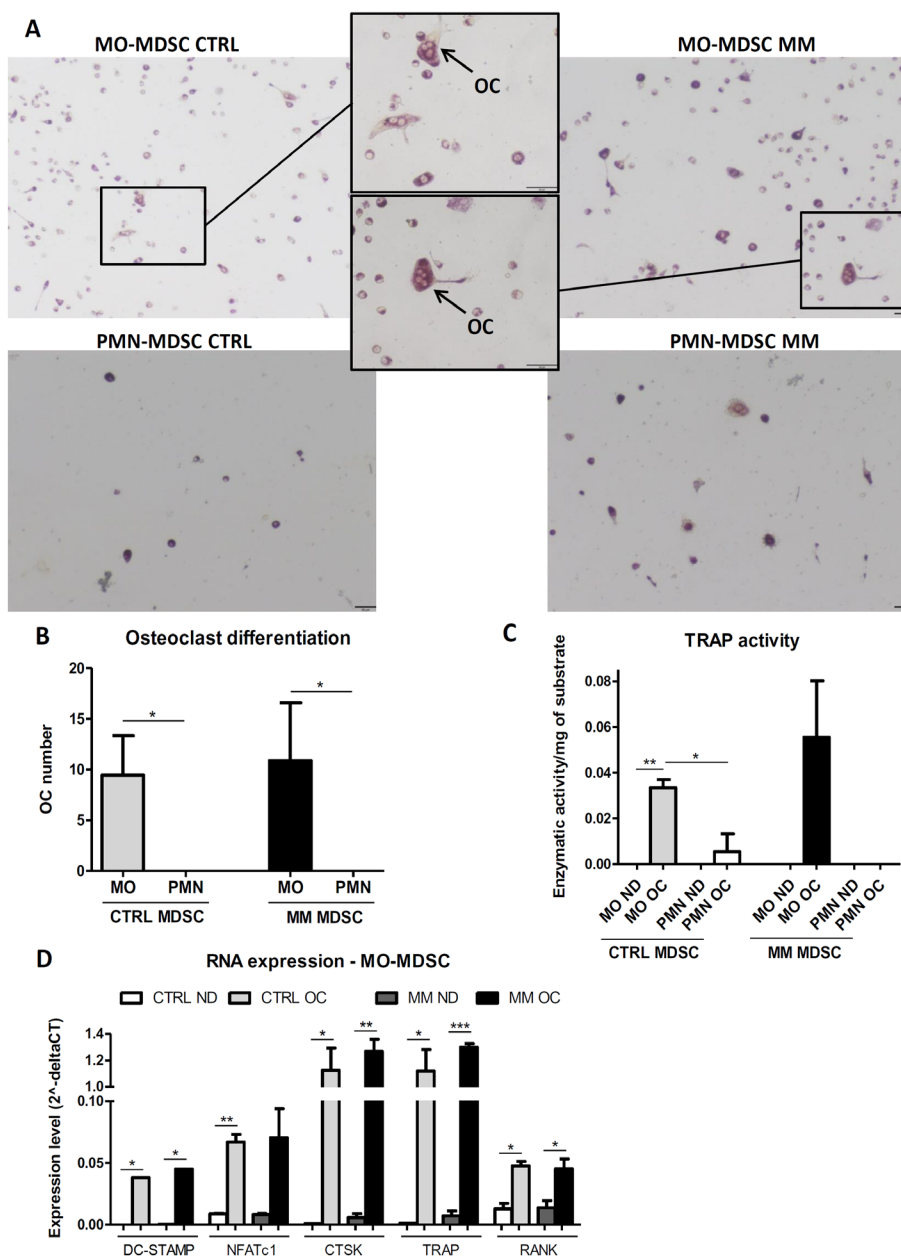 A
MO-MDSC CTRL
MO-MDSC MM
OC
OC
PMN-MDSC CTRL
PMN-MDSC MM
B
Osteoclast differentiation
OC number
20
15
10
5
0
*
*
MO
PMN
MO
PMN
CTRL MDSC
MM MDSC
C
TRAP activity
Enzymatic activity/mg of substrate
0.08
0.06
0.04
0.02
0.00
**
*
MO ND
MO OC
PMN ND
PMN OC
MO ND
MO OC
PMN ND
PMN OC
CTRL MDSC
MM MDSC
D
RNA expression - MO-MDSC
CTRL ND
CTRL OC
MM ND
MM OC
Expression level (2^-deltaCT)
1.4
1.2
1.0
0.10
0.05
0.00
*
*
**
*
**
*
***
*
*
DC-STAMP
NFATc1
CTSK
TRAP
RANK